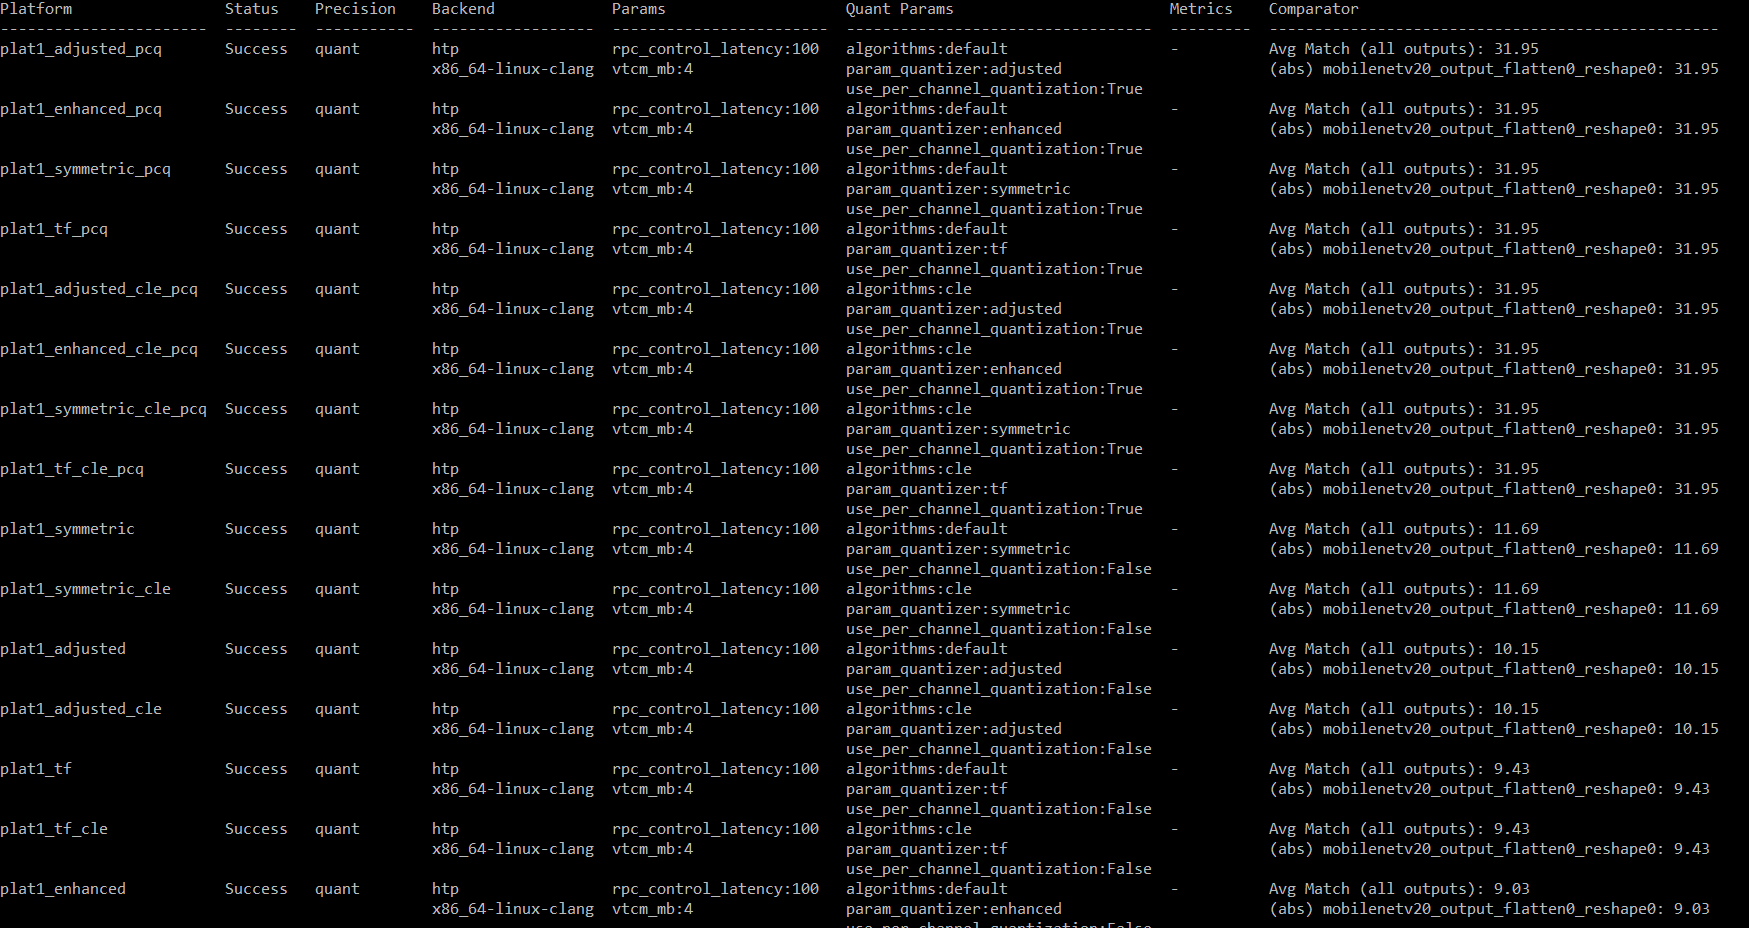 Platform Status Precision Backend Params Quant Params Metrics Comparator
----------------------- -------- ----------- ------------------ ------------------------ ---------------------------------- --------- --------------------------------------------------
plat1_adjusted_pcq Success quant htp rpc_control_latency:100 algorithms:default - Avg Match (all outputs): 31.95
x86_64-linux-clang vtcm_mb:4 param_quantizer:adjusted (abs) mobilenetv20_output_flatten0_reshape0: 31.95
use_per_channel_quantization:True
plat1_enhanced_pcq Success quant htp rpc_control_latency:100 algorithms:default - Avg Match (all outputs): 31.95
x86_64-linux-clang vtcm_mb:4 param_quantizer:enhanced (abs) mobilenetv20_output_flatten0_reshape0: 31.95
use_per_channel_quantization:True
plat1_symmetric_pcq Success quant htp rpc_control_latency:100 algorithms:default - Avg Match (all outputs): 31.95
x86_64-linux-clang vtcm_mb:4 param_quantizer:symmetric (abs) mobilenetv20_output_flatten0_reshape0: 31.95
use_per_channel_quantization:True
plat1_tf_pcq Success quant htp rpc_control_latency:100 algorithms:default - Avg Match (all outputs): 31.95
x86_64-linux-clang vtcm_mb:4 param_quantizer:tf (abs) mobilenetv20_output_flatten0_reshape0: 31.95
use_per_channel_quantization:True
plat1_adjusted_cle_pcq Success quant htp rpc_control_latency:100 algorithms:cle - Avg Match (all outputs): 31.95
x86_64-linux-clang vtcm_mb:4 param_quantizer:adjusted (abs) mobilenetv20_output_flatten0_reshape0: 31.95
use_per_channel_quantization:True
plat1_enhanced_cle_pcq Success quant htp rpc_control_latency:100 algorithms:cle - Avg Match (all outputs): 31.95
x86_64-linux-clang vtcm_mb:4 param_quantizer:enhanced (abs) mobilenetv20_output_flatten0_reshape0: 31.95
use_per_channel_quantization:True
plat1_symmetric_cle_pcq Success quant htp rpc_control_latency:100 algorithms:cle - Avg Match (all outputs): 31.95
x86_64-linux-clang vtcm_mb:4 param_quantizer:symmetric (abs) mobilenetv20_output_flatten0_reshape0: 31.95
use_per_channel_quantization:True
plat1_tf_cle_pcq Success quant htp rpc_control_latency:100 algorithms:cle - Avg Match (all outputs): 31.95
x86_64-linux-clang vtcm_mb:4 param_quantizer:tf (abs) mobilenetv20_output_flatten0_reshape0: 31.95
use_per_channel_quantization:True
plat1_symmetric Success quant htp rpc_control_latency:100 algorithms:default - Avg Match (all outputs): 11.69
x86_64-linux-clang vtcm_mb:4 param_quantizer:symmetric (abs) mobilenetv20_output_flatten0_reshape0: 11.69
use_per_channel_quantization:False
plat1_symmetric_cle Success quant htp rpc_control_latency:100 algorithms:cle - Avg Match (all outputs): 11.69
x86_64-linux-clang vtcm_mb:4 param_quantizer:symmetric (abs) mobilenetv20_output_flatten0_reshape0: 11.69
use_per_channel_quantization:False
plat1_adjusted Success quant htp rpc_control_latency:100 algorithms:default - Avg Match (all outputs): 10.15
x86_64-linux-clang vtcm_mb:4 param_quantizer:adjusted (abs) mobilenetv20_output_flatten0_reshape0: 10.15
use_per_channel_quantization:False
plat1_adjusted_cle Success quant htp rpc_control_latency:100 algorithms:cle - Avg Match (all outputs): 10.15
x86_64-linux-clang vtcm_mb:4 param_quantizer:adjusted (abs) mobilenetv20_output_flatten0_reshape0: 10.15
use_per_channel_quantization:False
plat1_tf Success quant htp rpc_control_latency:100 algorithms:default - Avg Match (all outputs): 9.43
x86_64-linux-clang vtcm_mb:4 param_quantizer:tf (abs) mobilenetv20_output_flatten0_reshape0: 9.43
use_per_channel_quantization:False
plat1_tf_cle Success quant htp rpc_control_latency:100 algorithms:cle - Avg Match (all outputs): 9.43
x86_64-linux-clang vtcm_mb:4 param_quantizer:tf (abs) mobilenetv20_output_flatten0_reshape0: 9.43
use_per_channel_quantization:False
plat1_enhanced Success quant htp rpc_control_latency:100 algorithms:default - Avg Match (all outputs): 9.03
x86_64-linux-clang vtcm_mb:4 param_quantizer:enhanced (abs) mobilenetv20_output_flatten0_reshape0: 9.03